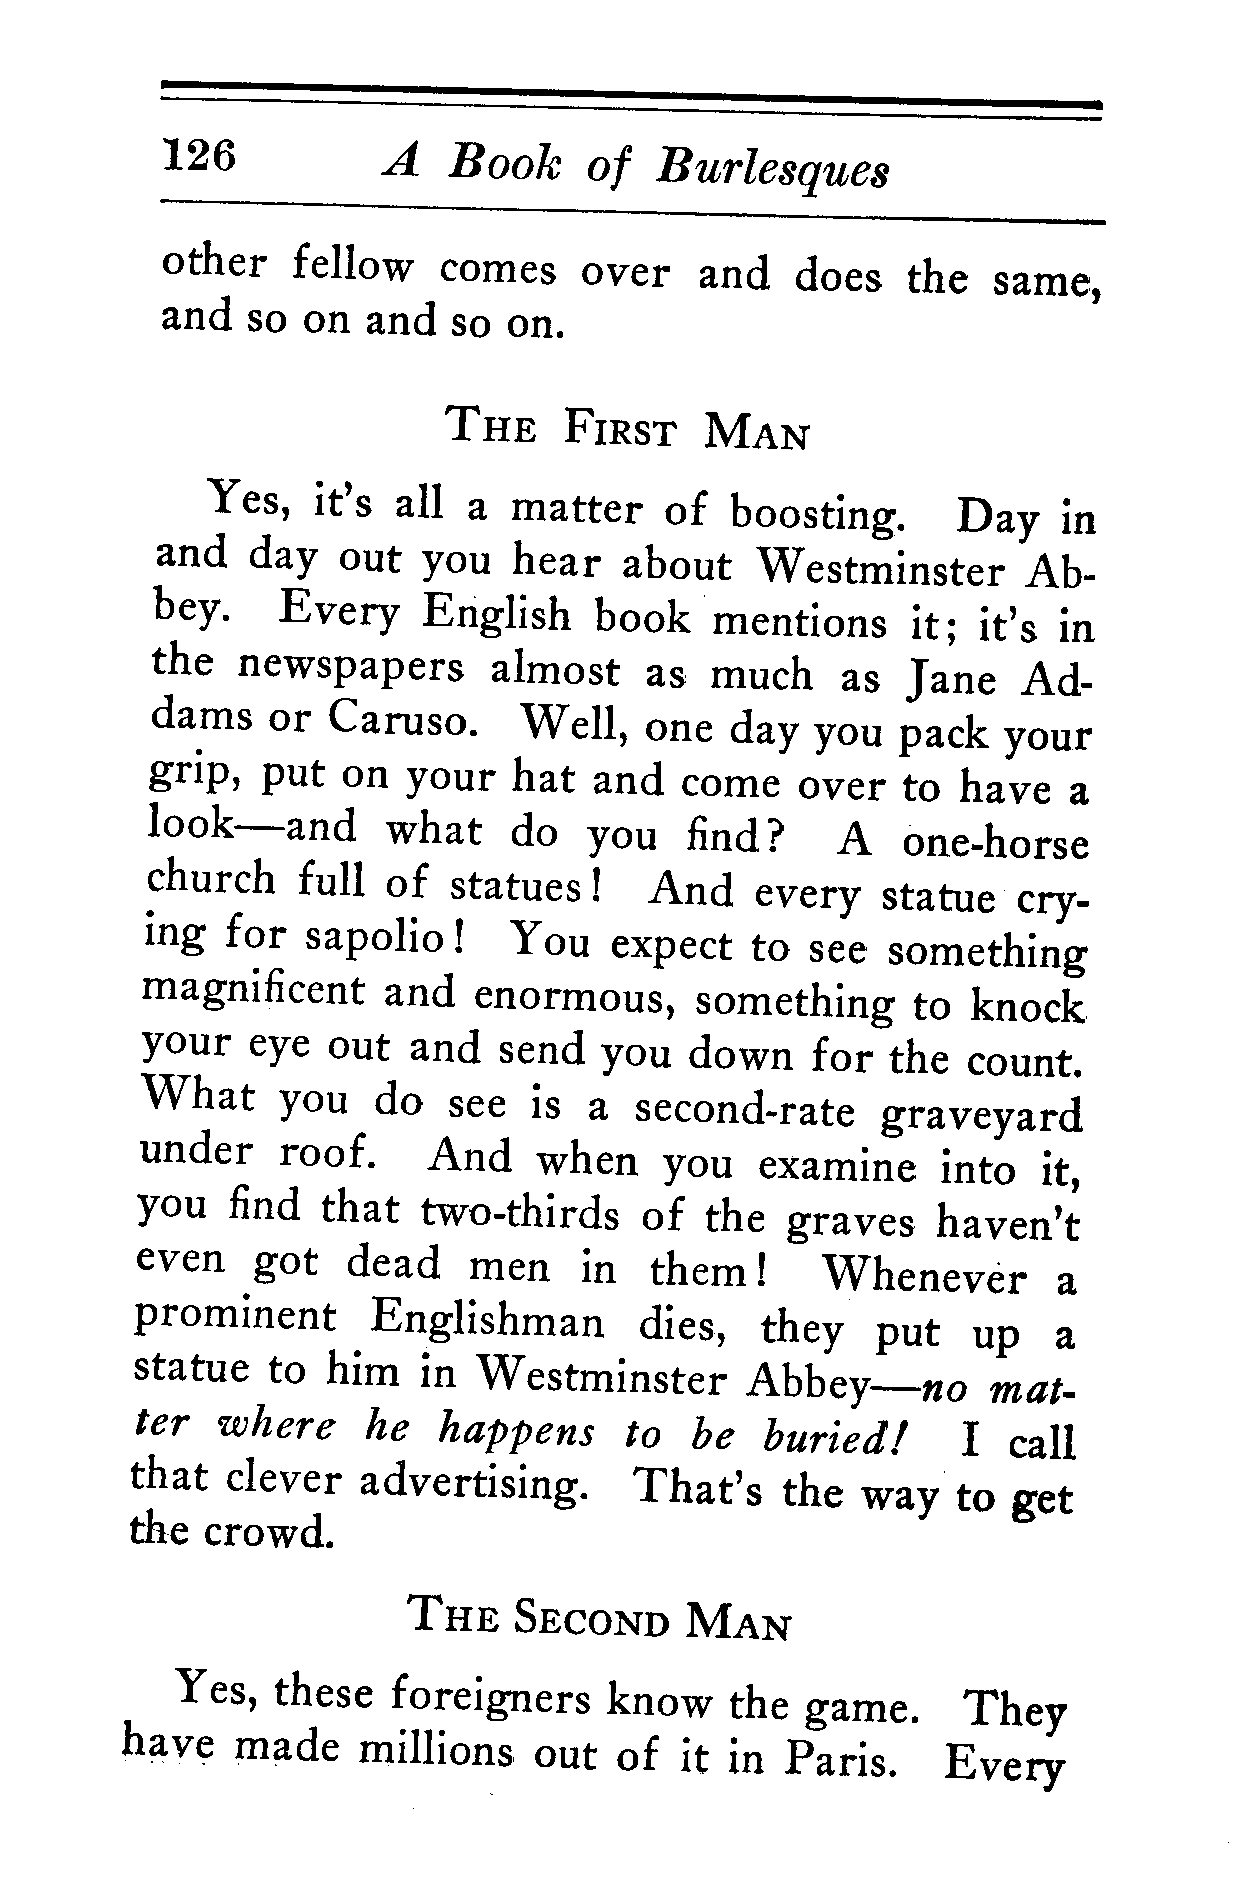 126 A Book of Burlesques
other fellow comes over and does the same,
and so on and so on.
THE FIRST MAN
Yes, it's all a matter of boosting. Day in
and day out you hear about Westminster Ab-
bey. Every English book mentions it; it's in
the newspapers almost as much as Jane Ad-
dams or Caruso. Well, one day you pack your
grip, put on your hat and come over to have a
look—and what do you find? A one-horse
church full of statues! And every statue cry-
ing for sapolio! You expect to see something
magnificent and enormous, something to knock
your eye out and send you down for the count.
What you do see is a second-rate graveyard
under roof. And when you examine into it,
you find that two-thirds of the graves haven't
even got dead men in them! Whenever a
prominent Englishman dies, they put up a
statue to him in Westminster Abbey—no mat-
ter where he happens to be buried! I call
that clever advertising. That's the way to get
the crowd.
THE SECOND MAN
Yes, these foreigners know the game. They
have made millions out of it in Paris. Every